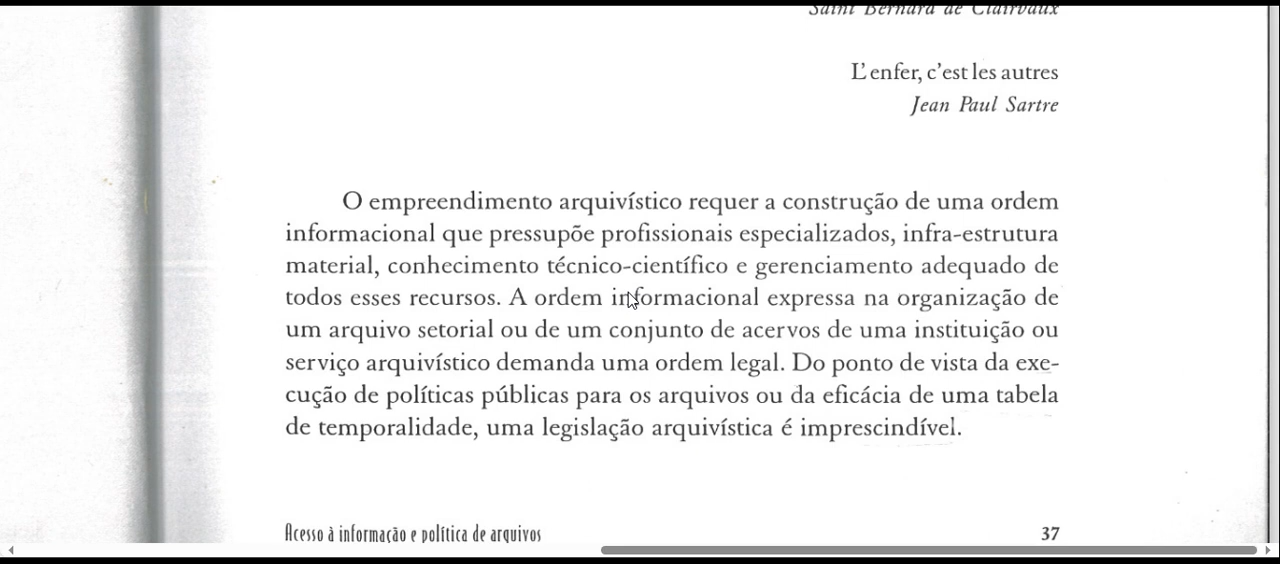 Saint Bernard de Clairvaux
L'enfer, c'est les autres
Jean Paul Sartre
O empreendimento arquivístico requer a construção de uma ordem
informacional que pressupõe profissionais especializados, infra-estrutura
material, conhecimento técnico-científico e gerenciamento adequado de
todos esses recursos. A ordem informacional expressa na organização de
um arquivo setorial ou de um conjunto de acervos de uma instituição ou
serviço arquivístico demanda uma ordem legal. Do ponto de vista da exe-
cução de políticas públicas para os arquivos ou da eficácia de uma tabela
de temporalidade, uma legislação arquivística é imprescindível.
Acesso à informação e política de arquivos 37